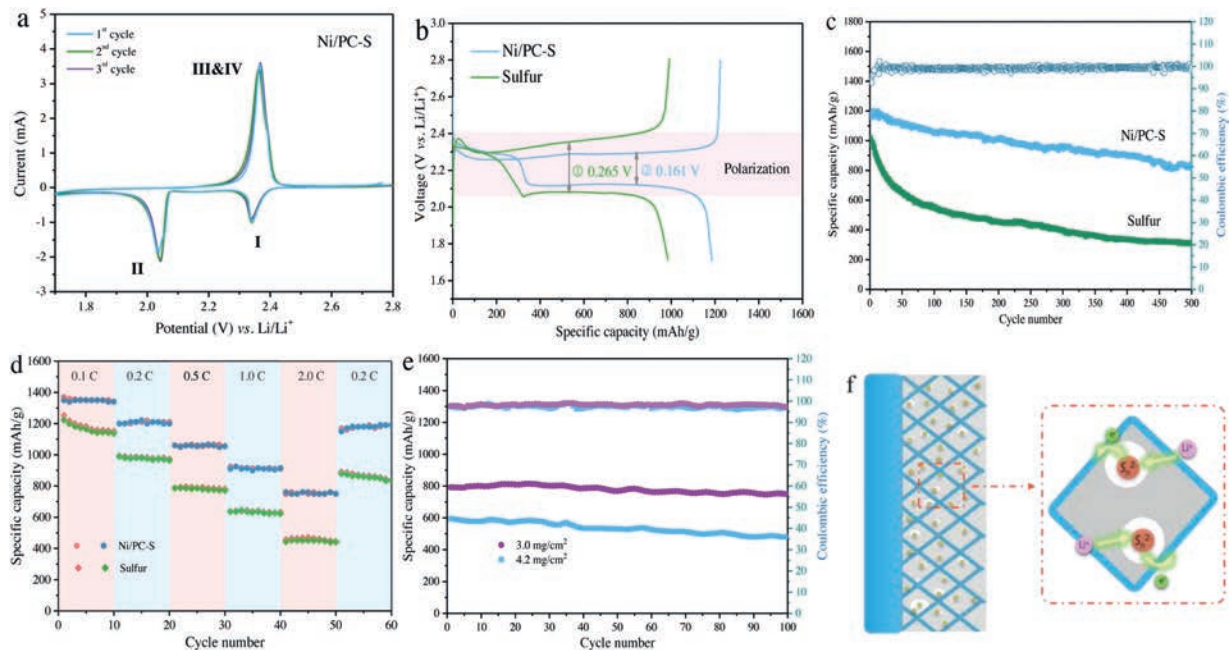 a
5
4
3
2
1
0
-1
-2
-3
Current (mA)
1st cycle
2nd cycle
3rd cycle
Ni/PC-S
III&IV
II
I
1.8
2.0
2.2
2.4
2.6
2.8
Potential (V) vs. Li/Li+
b
3.0
2.8
2.6
2.4
2.2
2.0
1.8
1.6
Voltage (V vs. Li/Li+)
Ni/PC-S
Sulfur
① 0.265 V
② 0.161 V
Polarization
0
200
400
600
800
1000
1200
1400
1600
Specific capacity (mAh/g)
c
1800
1600
1400
1200
1000
800
600
400
200
0
Specific capacity (mAh/g)
Ni/PC-S
Sulfur
120
110
100
90
80
70
60
50
40
30
20
10
0
Coulombic efficiency (%)
0
50
100
150
200
250
300
350
400
450
500
Cycle number
d
1600
1400
1200
1000
800
600
400
200
0
Specific capacity (mAh/g)
0.1 C
0.2 C
0.5 C
1.0 C
2.0 C
0.2 C
Ni/PC-S
Sulfur
0
10
20
30
40
50
60
Cycle number
e
1600
1400
1200
1000
800
600
400
200
0
Specific capacity (mAh/g)
3.0 mg/cm2
4.2 mg/cm2
120
110
100
90
80
70
60
50
40
30
20
10
0
Coulombic efficiency (%)
0
10
20
30
40
50
60
70
80
90
100
Cycle number
f
Li+
Li+